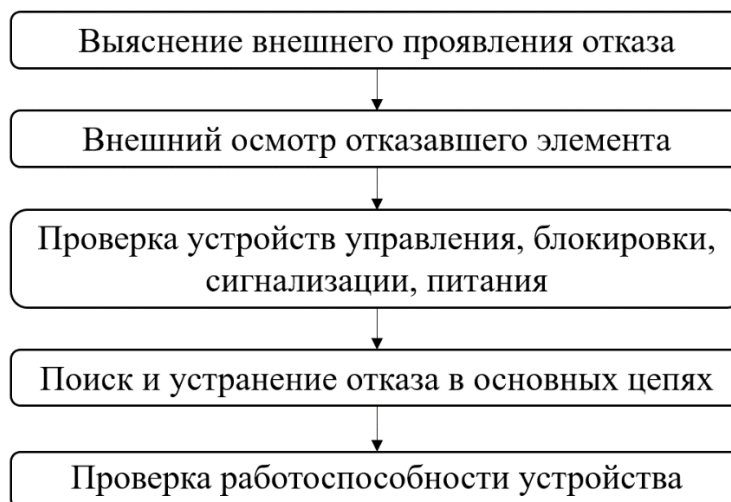 Выяснение внешнего проявления отказа
Внешний осмотр отказавшего элемента
Проверка устройств управления, блокировки,
сигнализации, питания
Поиск и устранение отказа в основных цепях
Проверка работоспособности устройства